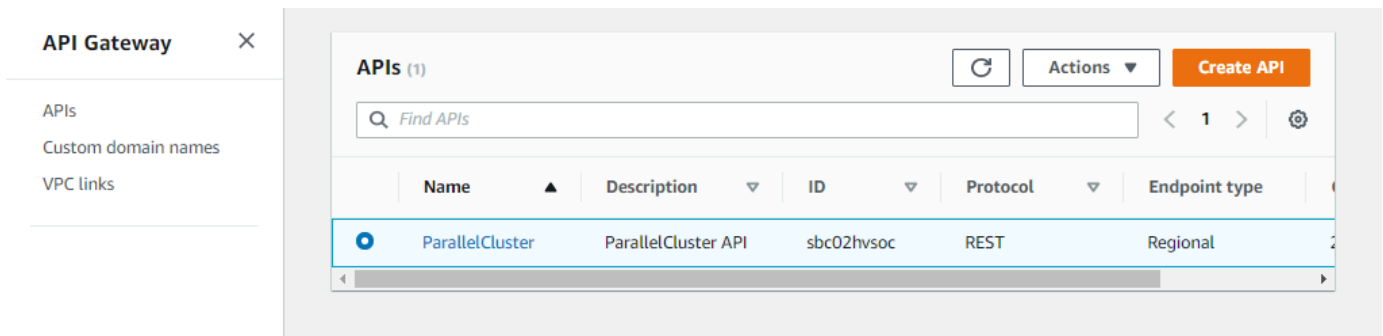 API Gateway
APIs
Custom domain names
VPC links
APIs (1)
Actions
Create API
Find APIs
1
Name Description ID Protocol Endpoint type
ParallelCluster ParallelCluster API sbc02hvsoc REST Regional